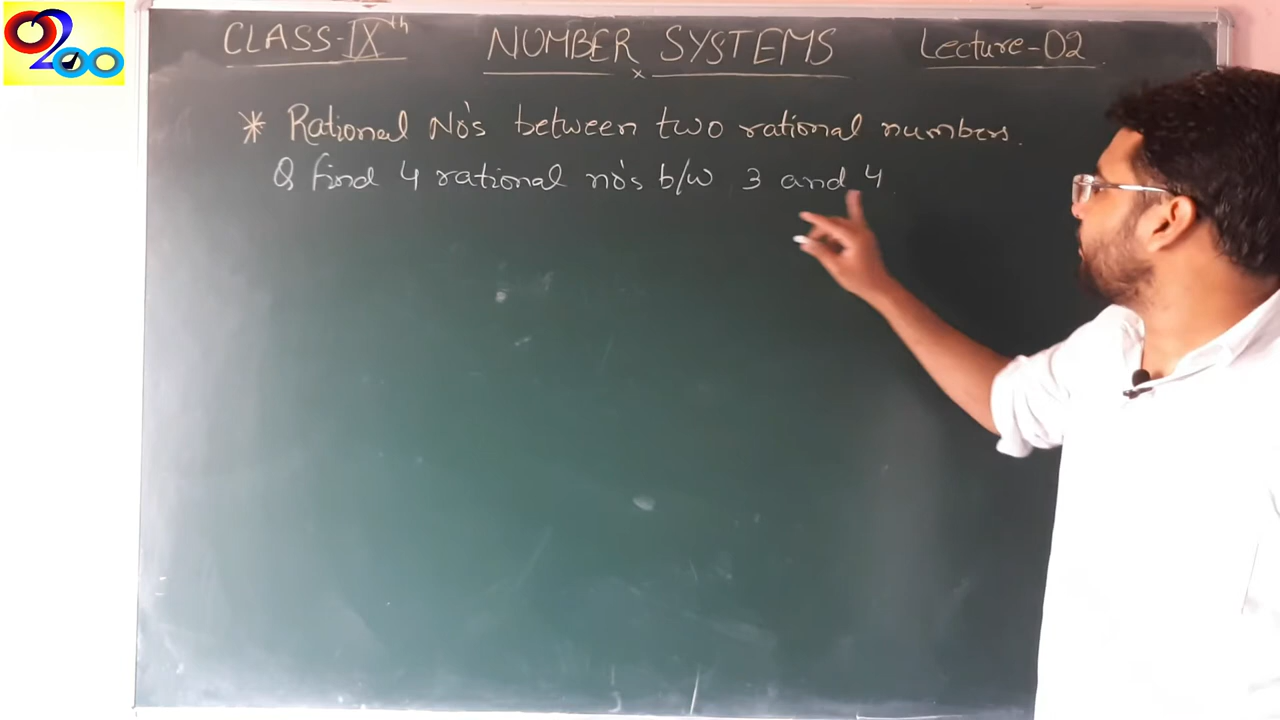 0200
CLASS-IXth NUMBER SYSTEMS Lecture-02
* Rational No's between two rational numbers.
Q find 4 rational no's b/w 3 and 4